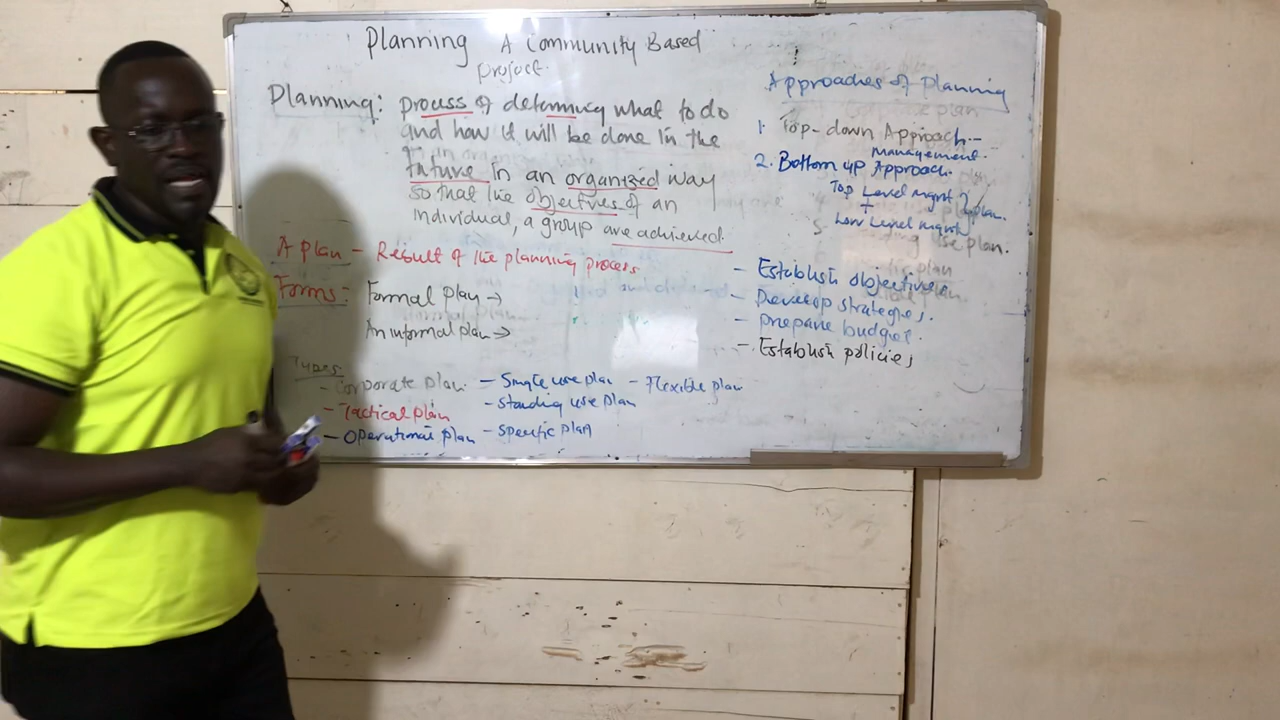 Planning A Community Based
project.
Planning: process of determing what to do
and how it will be done in the
future in an organized way
so that the objectives of an
individual, a group are achieved.
A plan - Result of the planning process
Forms: Formal plan →
An informal plan →
Types
- Corporate plan. - Single use plan - Flexible plan
- Tactical plan - Standing use plan
- Operational plan - Specific plan
Approaches of planning
1. Top-down Approach -
management.
2. Bottom up Approach.
Top Level mgmt } plan.
Low Level mgmt
- Establish objectives
- Develop strategies.
- prepare budget.
- Establish policies